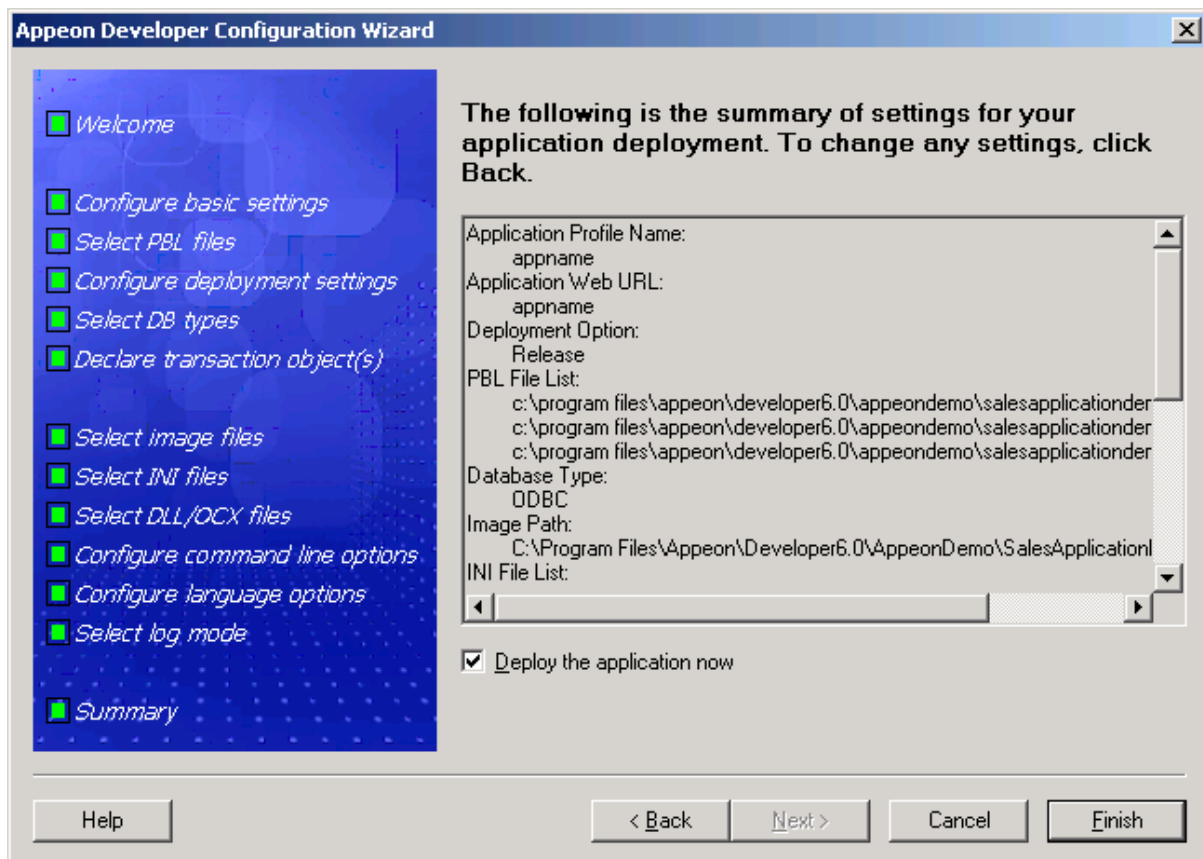 Appeon Developer Configuration Wizard
Welcome
Configure basic settings
Select PBL files
Configure deployment settings
Select DB types
Declare transaction object(s)
Select image files
Select INI files
Select DLL/OCX files
Configure command line options
Configure language options
Select log mode
Summary
The following is the summary of settings for your
application deployment. To change any settings, click
Back.
Application Profile Name:
appname
Application Web URL:
appname
Deployment Option:
Release
PBL File List:
c:\program files\appeon\developer6.0\appeondemo\salesapplicationder
c:\program files\appeon\developer6.0\appeondemo\salesapplicationder
c:\program files\appeon\developer6.0\appeondemo\salesapplicationder
Database Type:
ODBC
Image Path:
C:\Program Files\Appeon\Developer6.0\AppeonDemo\SalesApplication
INI File List:
Deploy the application now
Help
< Back
Next >
Cancel
Finish